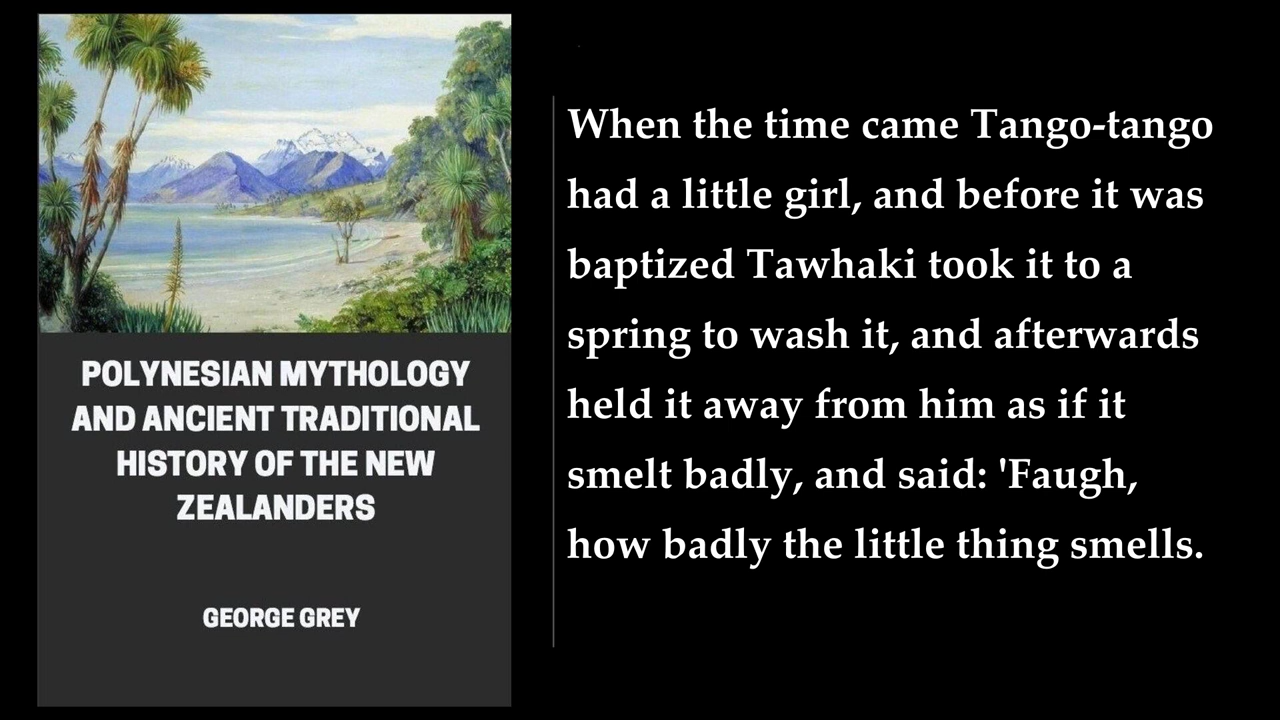 POLYNESIAN MYTHOLOGY
AND ANCIENT TRADITIONAL
HISTORY OF THE NEW
ZEALANDERS
GEORGE GREY
When the time came Tango-tango
had a little girl, and before it was
baptized Tawhaki took it to a
spring to wash it, and afterwards
held it away from him as if it
smelt badly, and said: 'Faugh,
how badly the little thing smells.